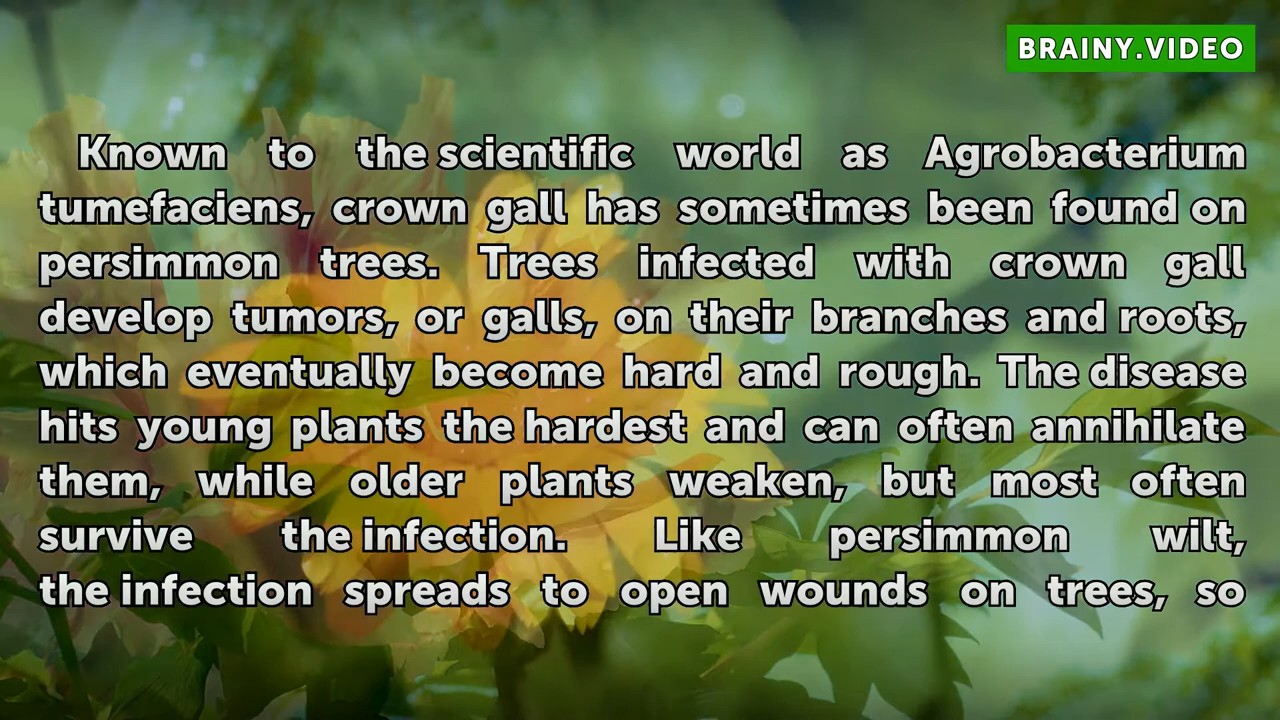 BRAINY.VIDEO
Known to the scientific world as Agrobacterium
tumefaciens, crown gall has sometimes been found on
persimmon trees. Trees infected with crown gall
develop tumors, or galls, on their branches and roots,
which eventually become hard and rough. The disease
hits young plants the hardest and can often annihilate
them, while older plants weaken, but most often
survive the infection. Like persimmon wilt,
the infection spreads to open wounds on trees, so